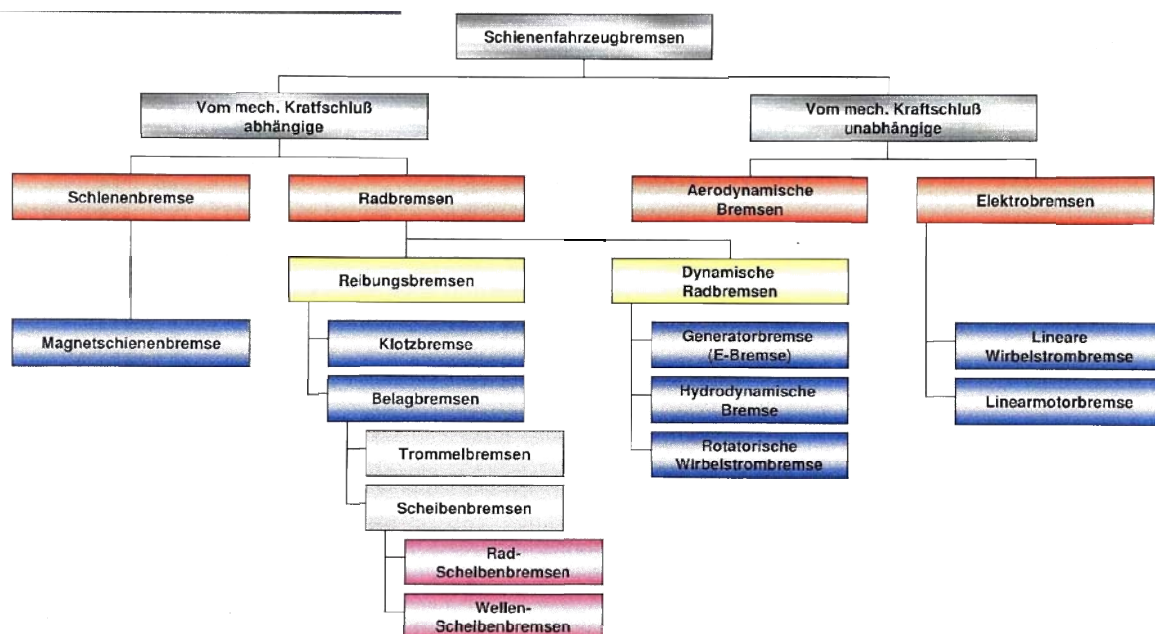 Schienenfahrzeugbremsen
Vom mech. Kratfschluß
abhängige
Vom mech. Kraftschluß
unabhängige
Schienenbremse
Radbremsen
Aerodynamische
Bremsen
Elektrobremsen
Reibungsbremsen
Dynamische
Radbremsen
Magnetschienenbremse
Klotzbremse
Generatorbremse
(E-Bremse)
Lineare
Wirbelstrombremse
Belagbremsen
Hydrodynamische
Bremse
Linearmotorbremse
Trommelbremsen
Rotatorische
Wirbelstrombremse
Scheibenbremsen
Rad-
Scheibenbremsen
Wellen-
Scheibenbremsen